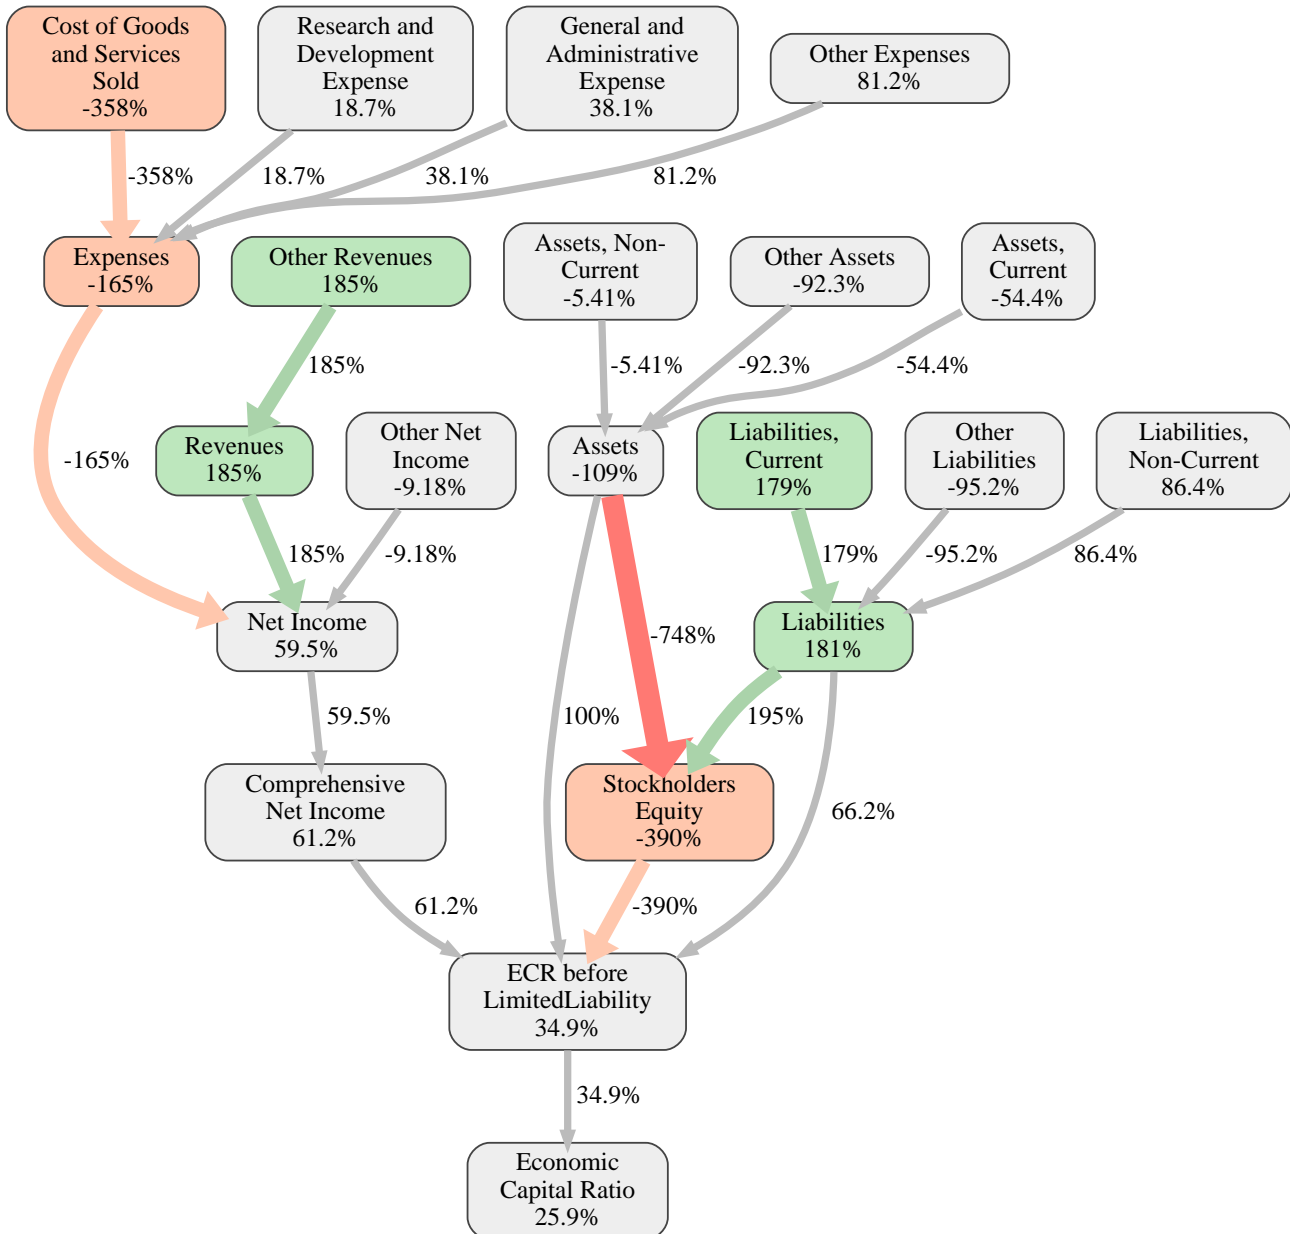 Cost of Goods
and Services
Sold
-358%
Research and
Development
Expense
18.7%
General and
Administrative
Expense
38.1%
Other Expenses
81.2%
-358%
18.7%
38.1%
81.2%
Expenses
-165%
Other Revenues
185%
Assets, Non-
Current
-5.41%
Other Assets
-92.3%
Assets,
Current
-54.4%
185%
-5.41%
-92.3%
-54.4%
-165%
Revenues
185%
Other Net
Income
-9.18%
Assets
-109%
Liabilities,
Current
179%
Other
Liabilities
-95.2%
Liabilities,
Non-Current
86.4%
185%
-9.18%
179%
-95.2%
86.4%
Net Income
59.5%
-748%
Liabilities
181%
59.5%
100%
195%
Comprehensive
Net Income
61.2%
Stockholders
Equity
-390%
66.2%
61.2%
-390%
ECR before
LimitedLiability
34.9%
34.9%
Economic
Capital Ratio
25.9%